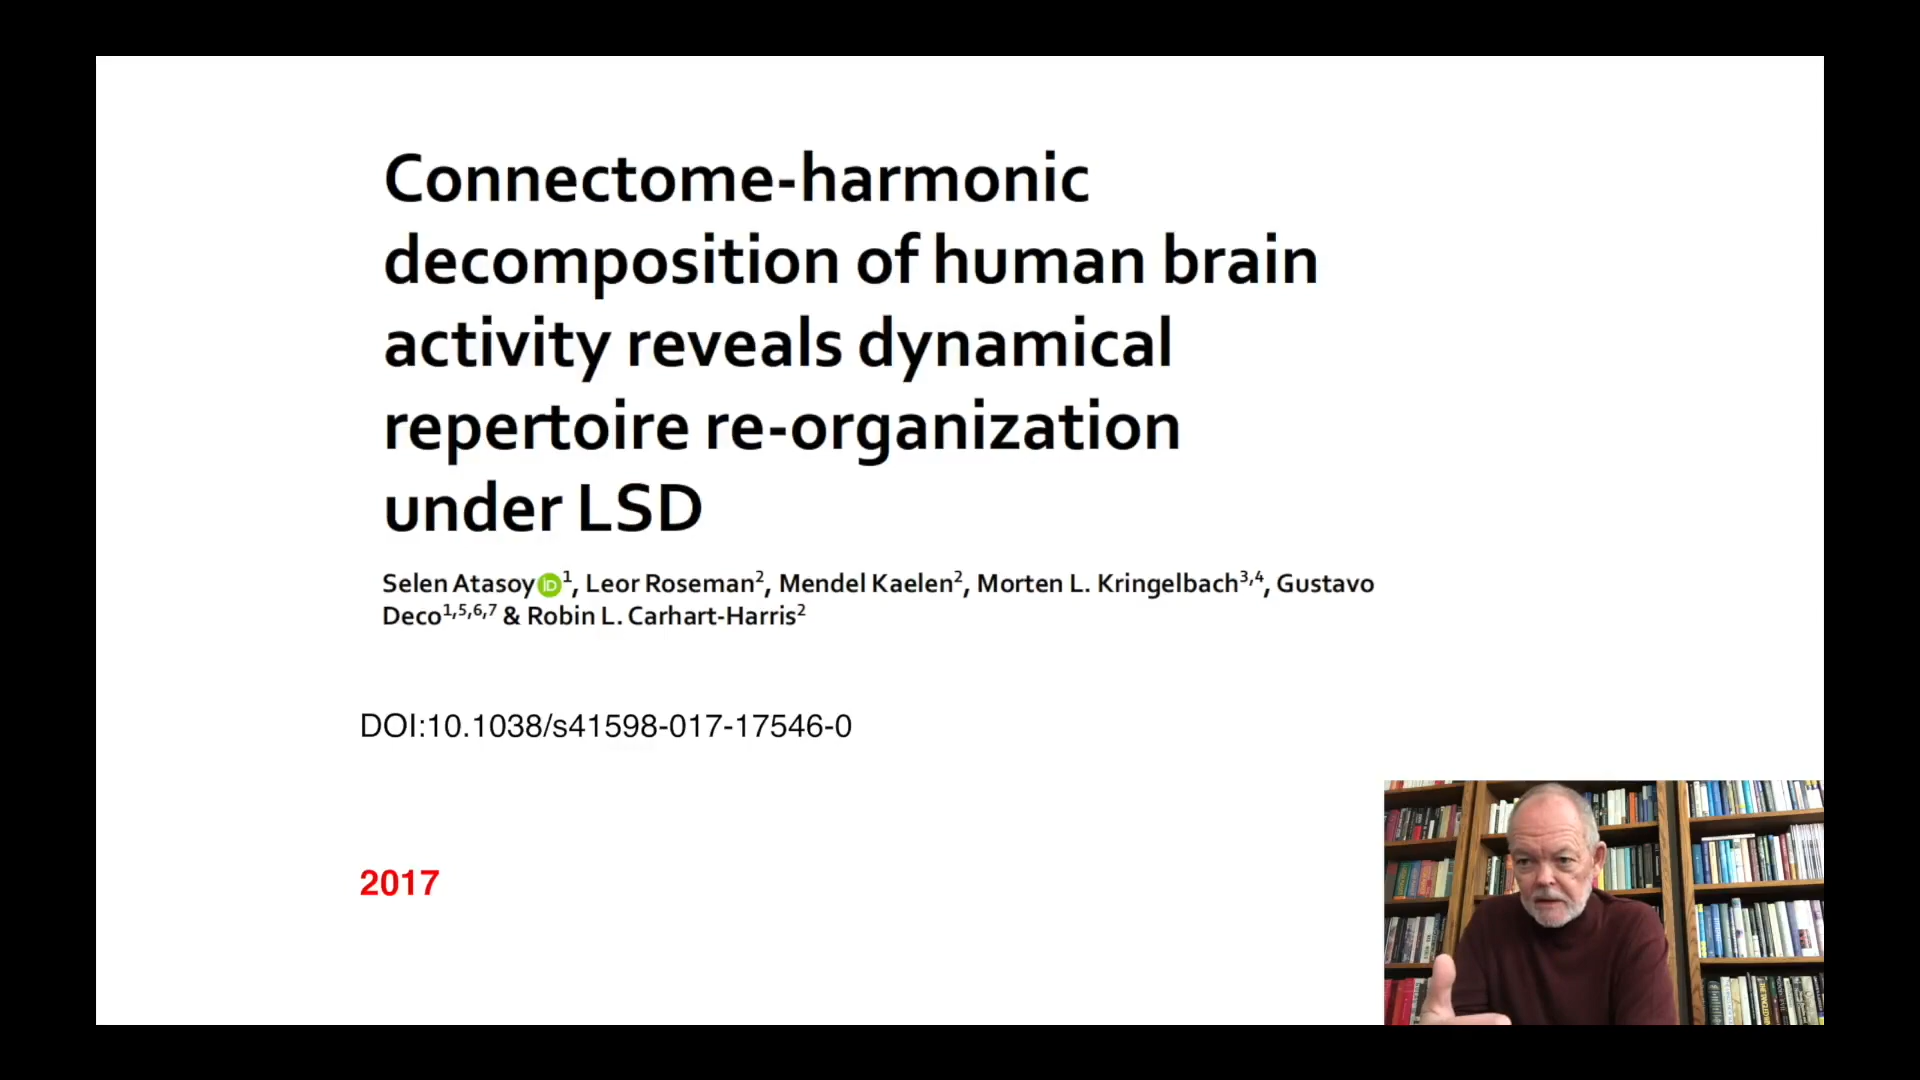 Connectome-harmonic
decomposition of human brain
activity reveals dynamical
repertoire re-organization
under LSD
Selen Atasoy iD 1, Leor Roseman2, Mendel Kaelen2, Morten L. Kringelbach3,4, Gustavo
Deco1,5,6,7 & Robin L. Carhart-Harris2
DOI:10.1038/s41598-017-17546-0
2017